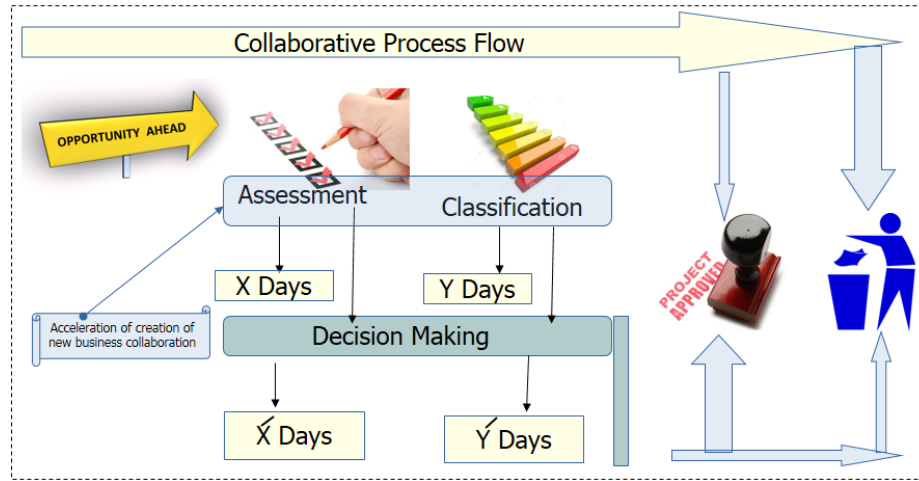 Collaborative Process Flow
OPPORTUNITY AHEAD
Assessment
Classification
X Days
Y Days
PROJECT
APPROVED
Acceleration of creation of
new business collaboration
Decision Making
X́ Days
Ý Days